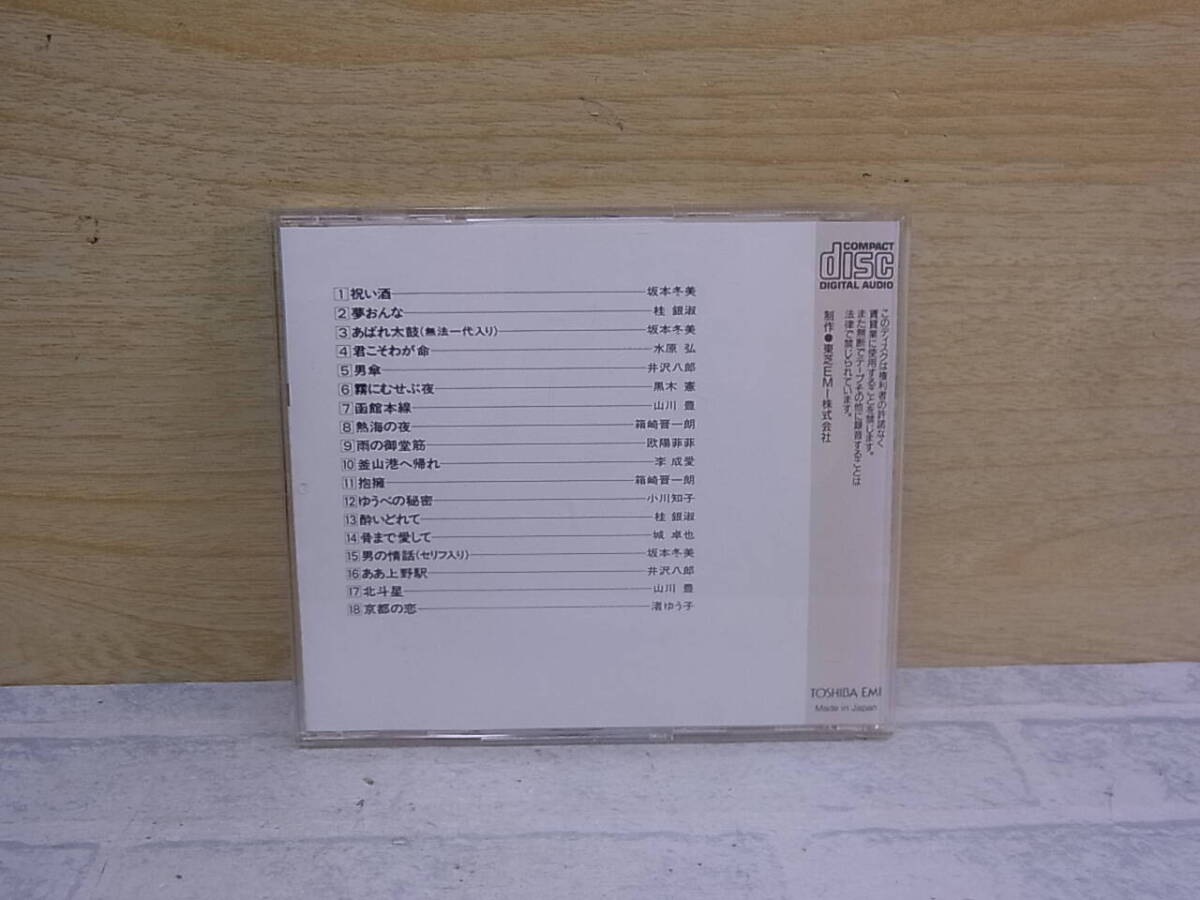 1 祝い酒 坂本冬美
2 夢おんな 桂 銀淑
3 あばれ太鼓(無法一代入り) 坂本冬美
4 君こそわが命 水原 弘
5 男傘 井沢八郎
6 霧にむせぶ夜 黒木 憲
7 函館本線 山川 豊
8 熱海の夜 箱崎晋一朗
9 雨の御堂筋 欧陽菲菲
10 釜山港へ帰れ 李 成愛
11 抱擁 箱崎晋一朗
12 ゆうべの秘密 小川知子
13 酔いどれて 桂 銀淑
14 骨まで愛して 城 卓也
15 男の情話(セリフ入り) 坂本冬美
16 ああ上野駅 井沢八郎
17 北斗星 山川 豊
18 京都の恋 渚ゆう子
COMPACT
disc
DIGITAL AUDIO
このディスクは権利者の許諾なく
賃貸業に使用することを禁じます。
また無断でテープその他に録音することは
法律で禁じられています。
制作●東芝EMI株式会社
TOSHIBA EMI
Made in Japan